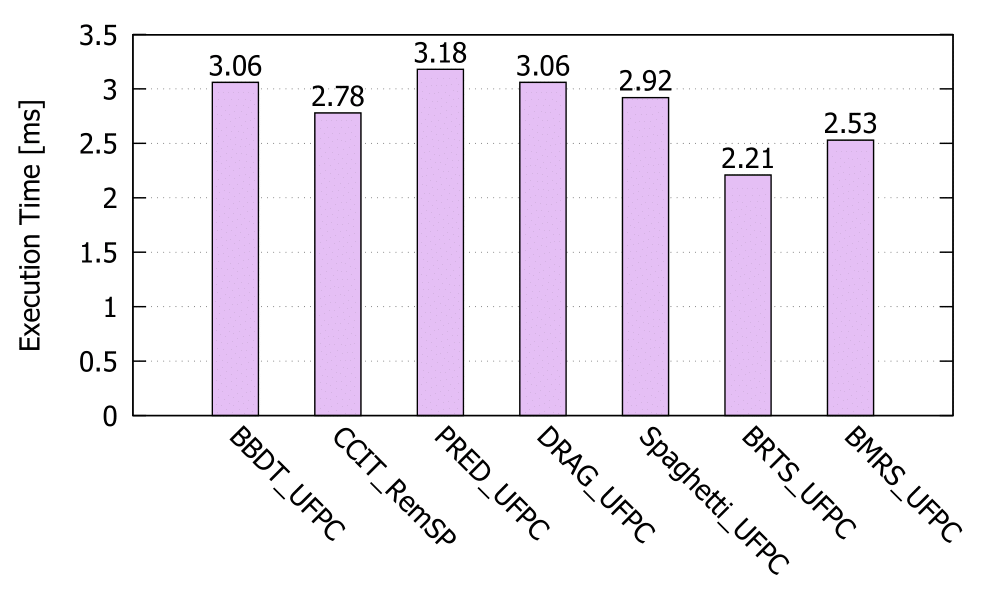 Execution Time [ms]
3.5
3
2.5
2
1.5
1
0.5
0
3.06
2.78
3.18
3.06
2.92
2.21
2.53
BBDT_UFPC
CCIT_RemSP
PRED_UFPC
DRAG_UFPC
Spaghetti_UFPC
BRTS_UFPC
BMRS_UFPC